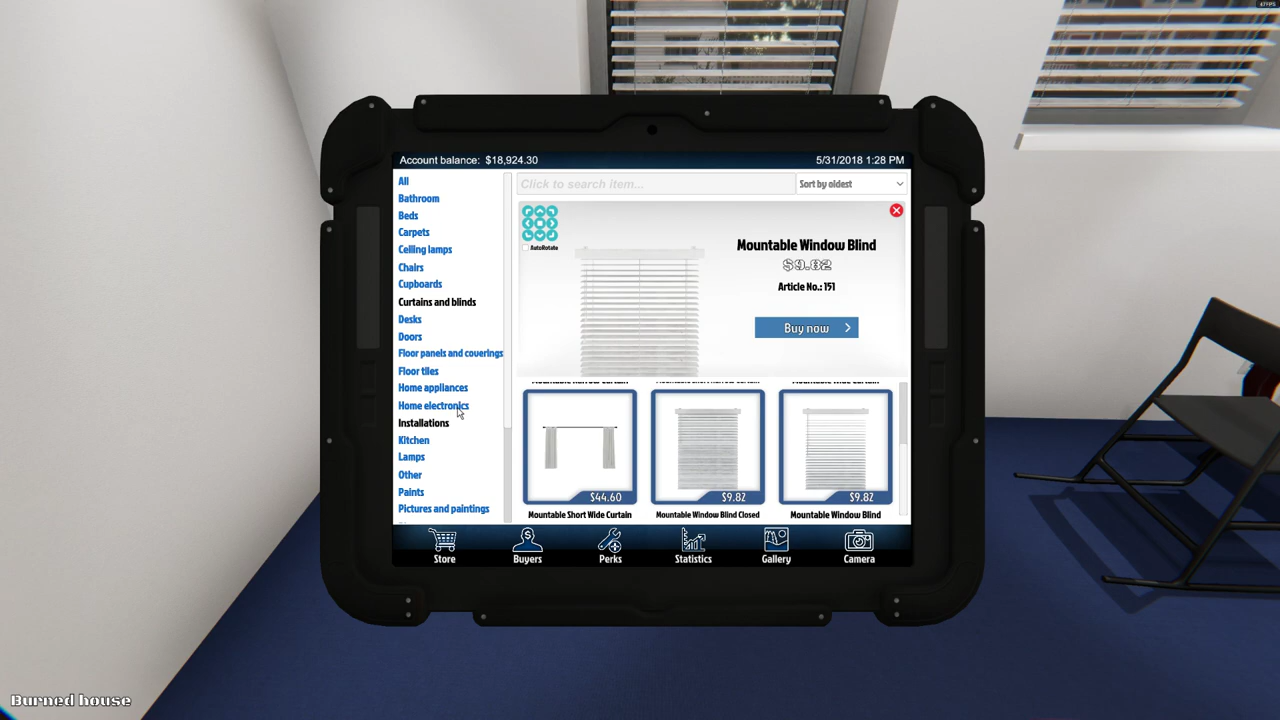 47FPS
Account balance: $18,924.30
5/31/2018 1:28 PM
All
Bathroom
Beds
Carpets
Ceiling lamps
Chairs
Cupboards
Curtains and blinds
Desks
Doors
Floor panels and coverings
Floor tiles
Home appliances
Home electronics
Installations
Kitchen
Lamps
Other
Paints
Pictures and paintings
Click to search item...
Sort by oldest
AutoRotate
Mountable Window Blind
$9.82
Article No.: 151
Buy now
$44.60
$9.82
$9.82
Mountable Short Wide Curtain
Mountable Window Blind Closed
Mountable Window Blind
Store
Buyers
Perks
Statistics
Gallery
Camera
Burned house